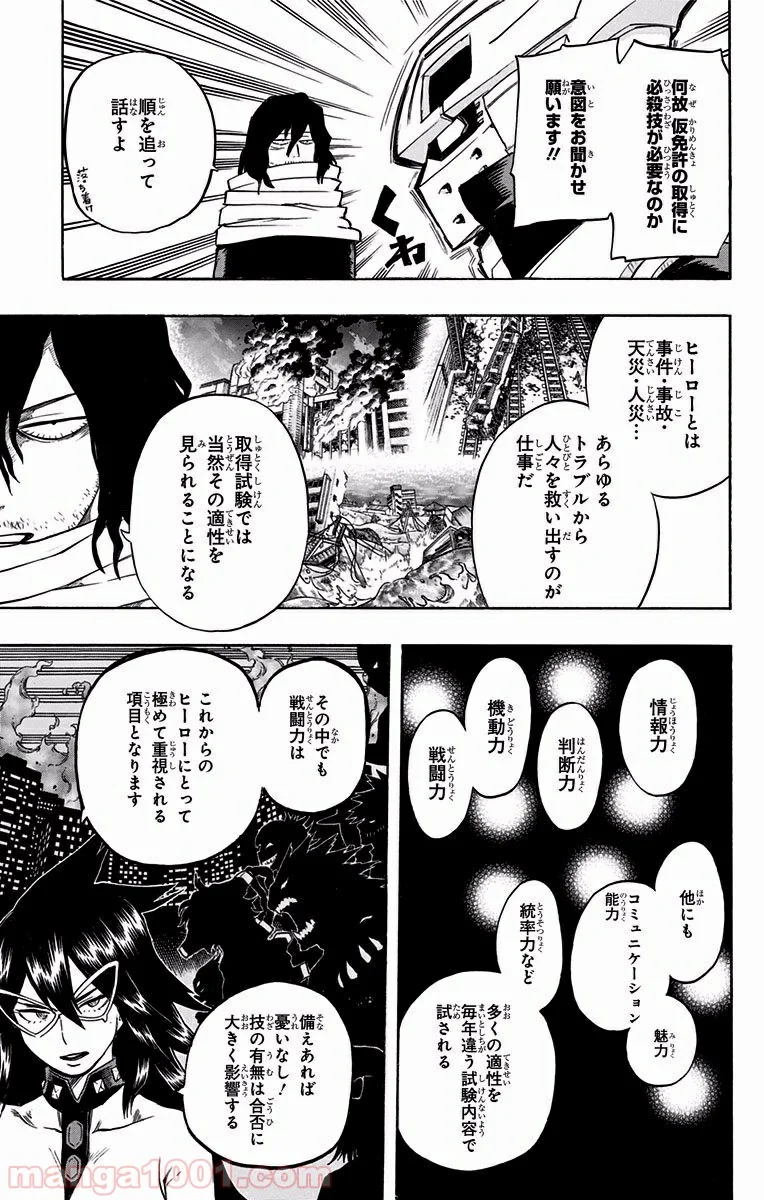 何故 仮免許の取得に
必殺技が必要なのか
意図をお聞かせ
願います!!
くわっ
順を追って
話すよ
落ち着け
ヒーローとは
事件・事故・
天災・人災…
あらゆる
トラブルから
人々を救い出すのが
仕事だ
取得試験では
当然その適性を
見られることになる
情報力
判断力
機動力
戦闘力
他にも
コミュニケーション
能力
魅力
統率力など
多くの適性を
毎年違う試験内容で
試される
その中でも
戦闘力は
これからの
ヒーローにとって
極めて重視される
項目となります
備えあれば
憂いなし!
技の有無は合否に
大きく影響する
manga1001.com